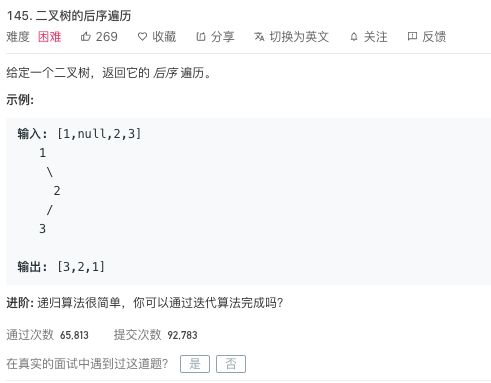 145. 二叉树的后序遍历
难度 困难 269 收藏 分享 切换为英文 关注 反馈
给定一个二叉树，返回它的 后序 遍历。
示例:
输入: [1,null,2,3]
1
\
2
/
3
输出: [3,2,1]
进阶: 递归算法很简单，你可以通过迭代算法完成吗？
通过次数 65,813 提交次数 92,783
在真实的面试中遇到过这道题？ 是 否